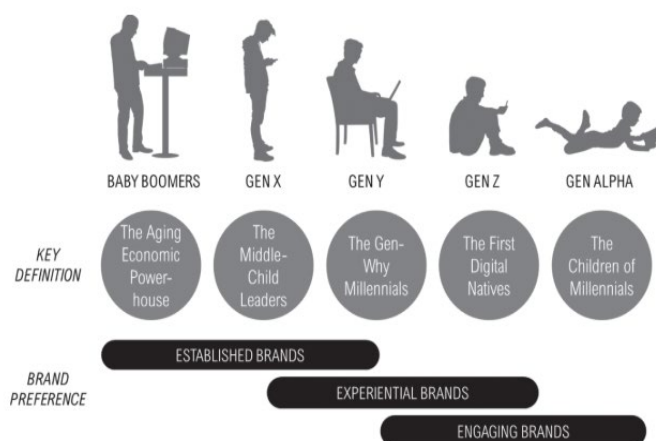 BABY BOOMERS GEN X GEN Y GEN Z GEN ALPHA
KEY
DEFINITION
The Aging
Economic
Power-
house
The
Middle-
Child
Leaders
The Gen-
Why
Millennials
The First
Digital
Natives
The
Children of
Millennials
BRAND
PREFERENCE
ESTABLISHED BRANDS
EXPERIENTIAL BRANDS
ENGAGING BRANDS